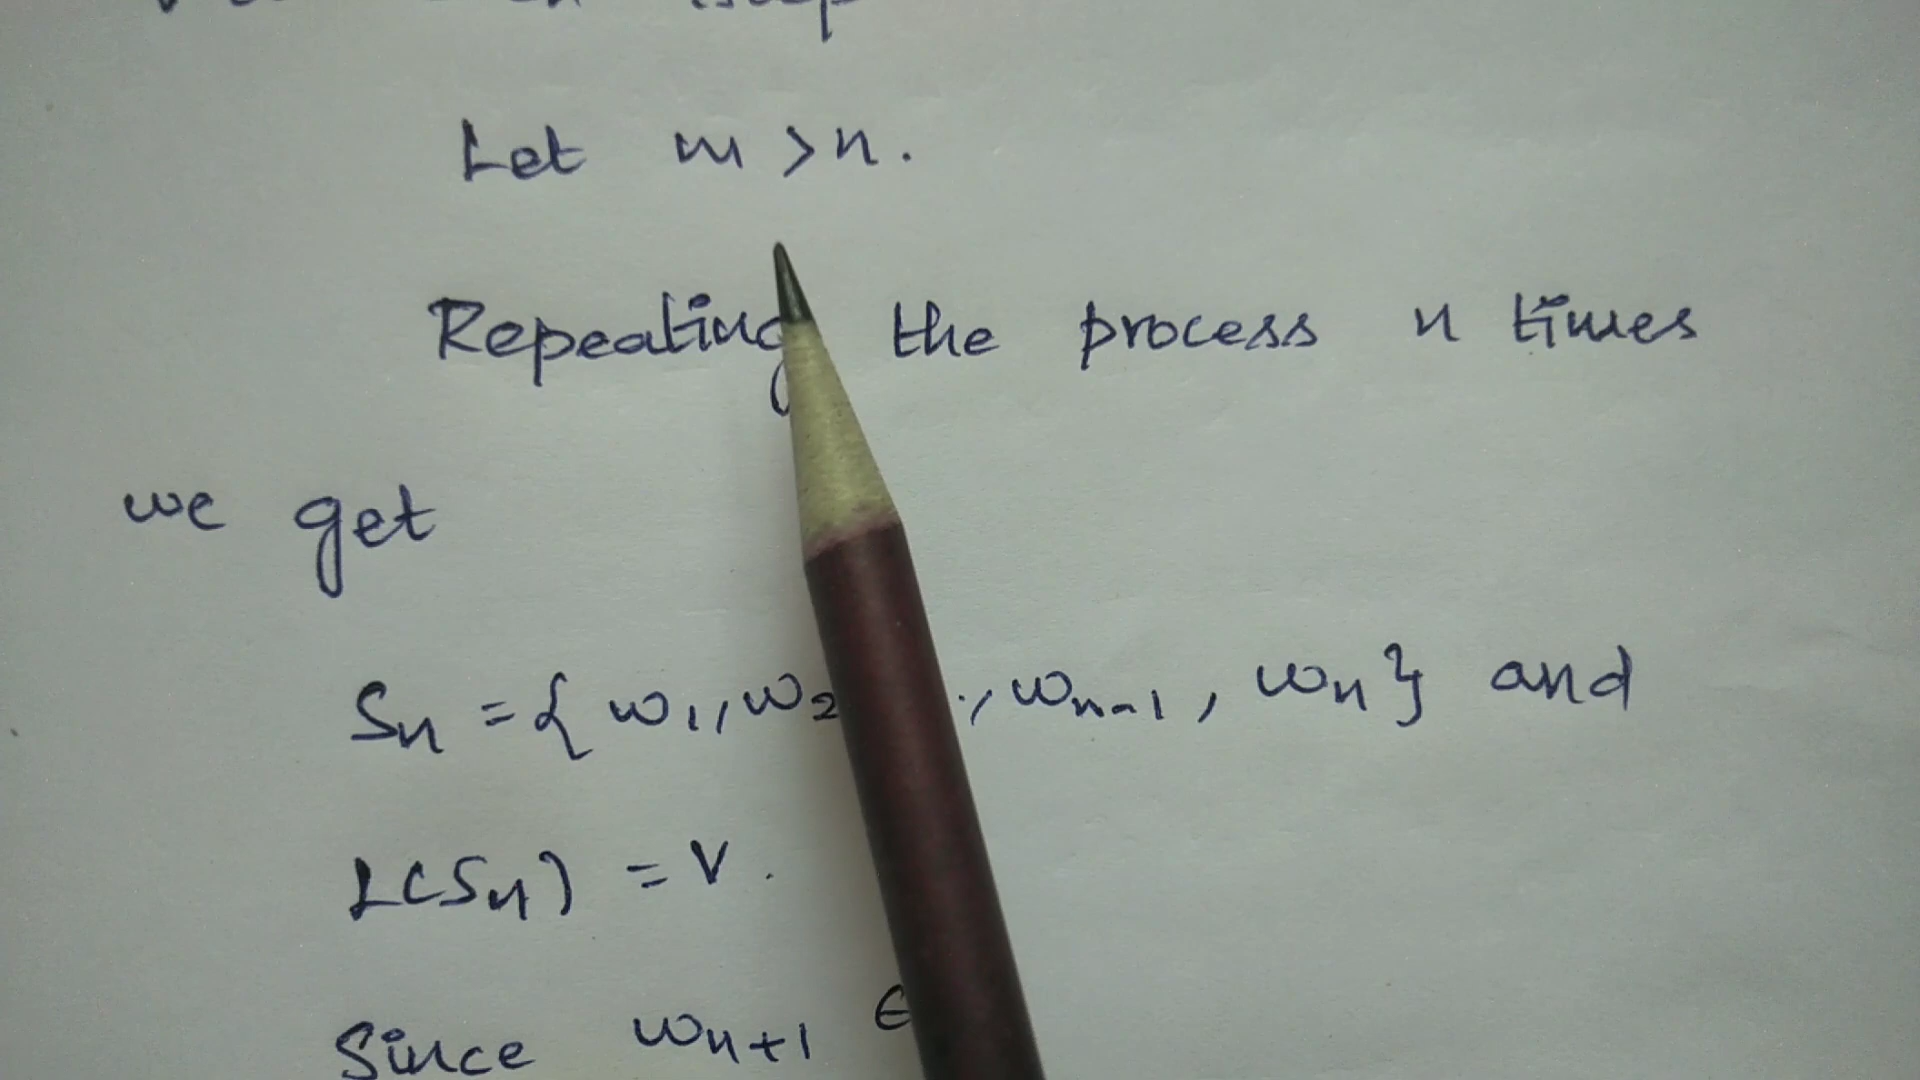 Let m > n.
Repeating the process n times
we get
Sn = { w1, w2 ., wn-1, wn } and
L(Sn) = V.
Since wn+1 ∈